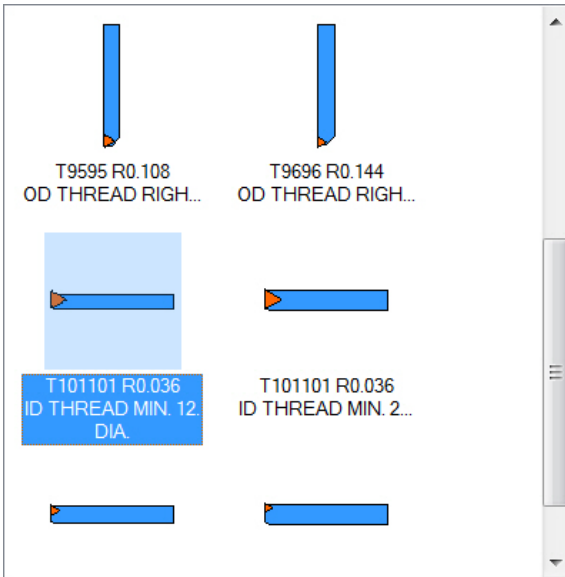 T9595 R0.108
OD THREAD RIGH...
T9696 R0.144
OD THREAD RIGH...
T101101 R0.036
ID THREAD MIN. 12.
DIA.
T101101 R0.036
ID THREAD MIN. 2...